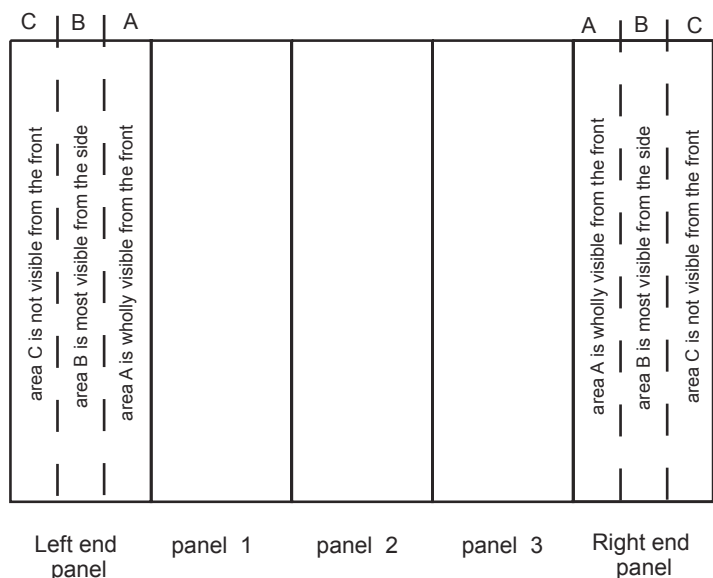 C B A
A B C
area C is not visible from the front
area B is most visible from the side
area A is wholly visible from the front
area A is wholly visible from the front
area B is most visible from the side
area C is not visible from the front
Left end
panel
panel 1
panel 2
panel 3
Right end
panel